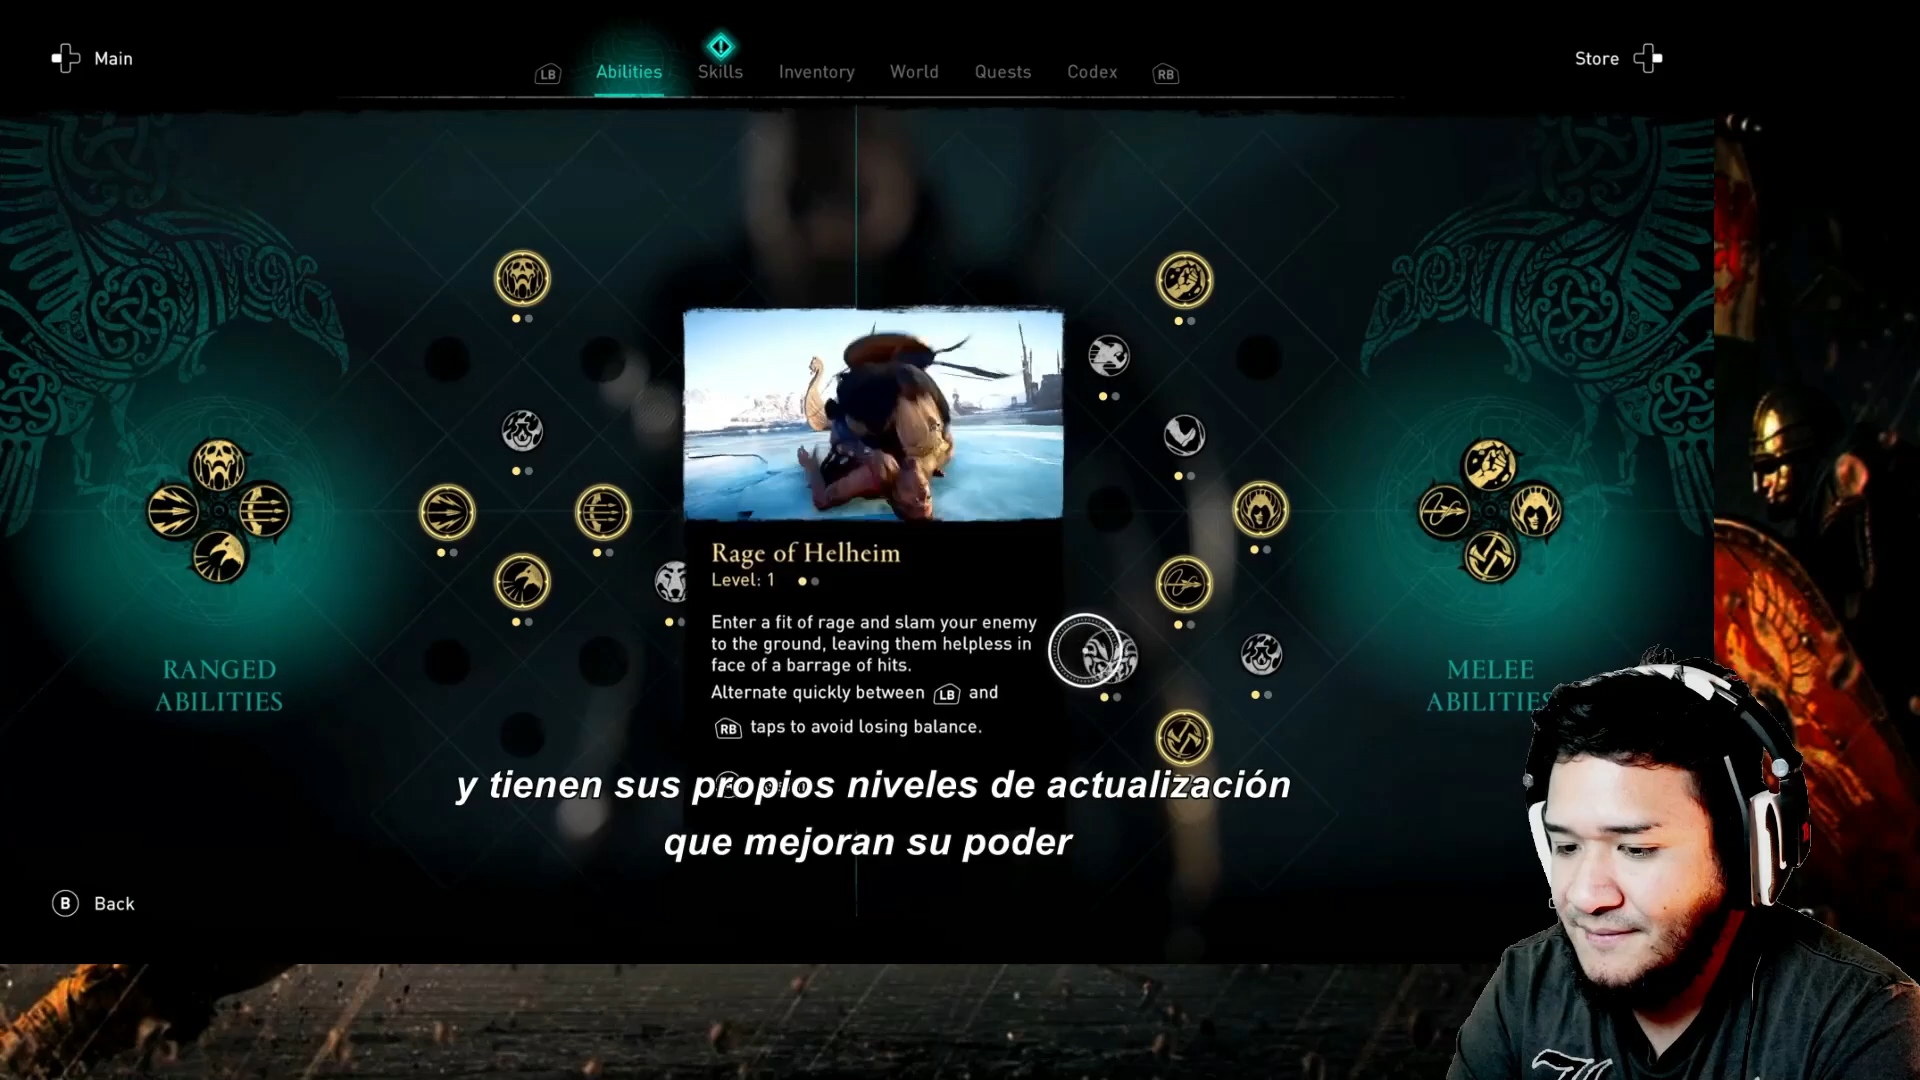 Main
LB Abilities Skills Inventory World Quests Codex RB
Store
Rage of Helheim
Level: 1
Enter a fit of rage and slam your enemy
to the ground, leaving them helpless in
face of a barrage of hits.
Alternate quickly between LB and
RB taps to avoid losing balance.
RANGED
ABILITIES
MELEE
ABILITIES
y tienen sus propios niveles de actualización
que mejoran su poder
B Back